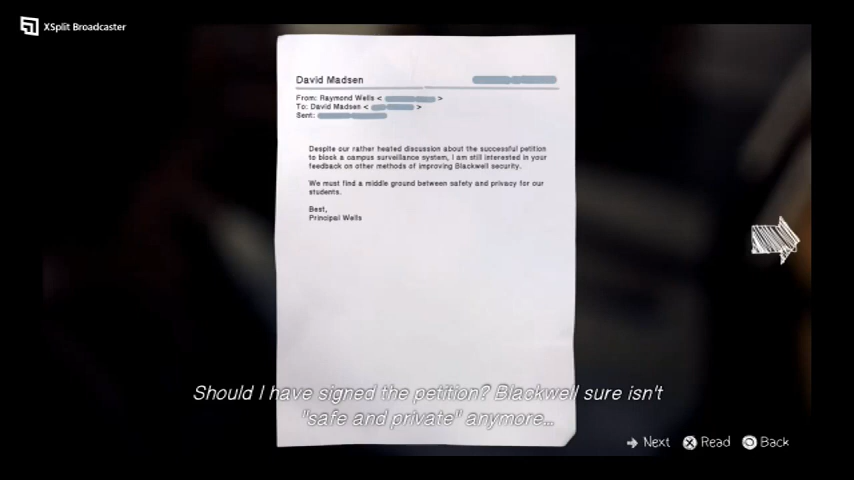 XSplit Broadcaster
David Madsen
From: Raymond Wells < >
To: David Madsen < >
Sent:
Despite our rather heated discussion about the successful petition
to block a campus surveillance system, I am still interested in your
feedback on other methods of improving Blackwell security.
We must find a middle ground between safety and privacy for our
students.
Best,
Principal Wells
Should I have signed the petition? Blackwell sure isn't
"safe and private" anymore...
Next Read Back